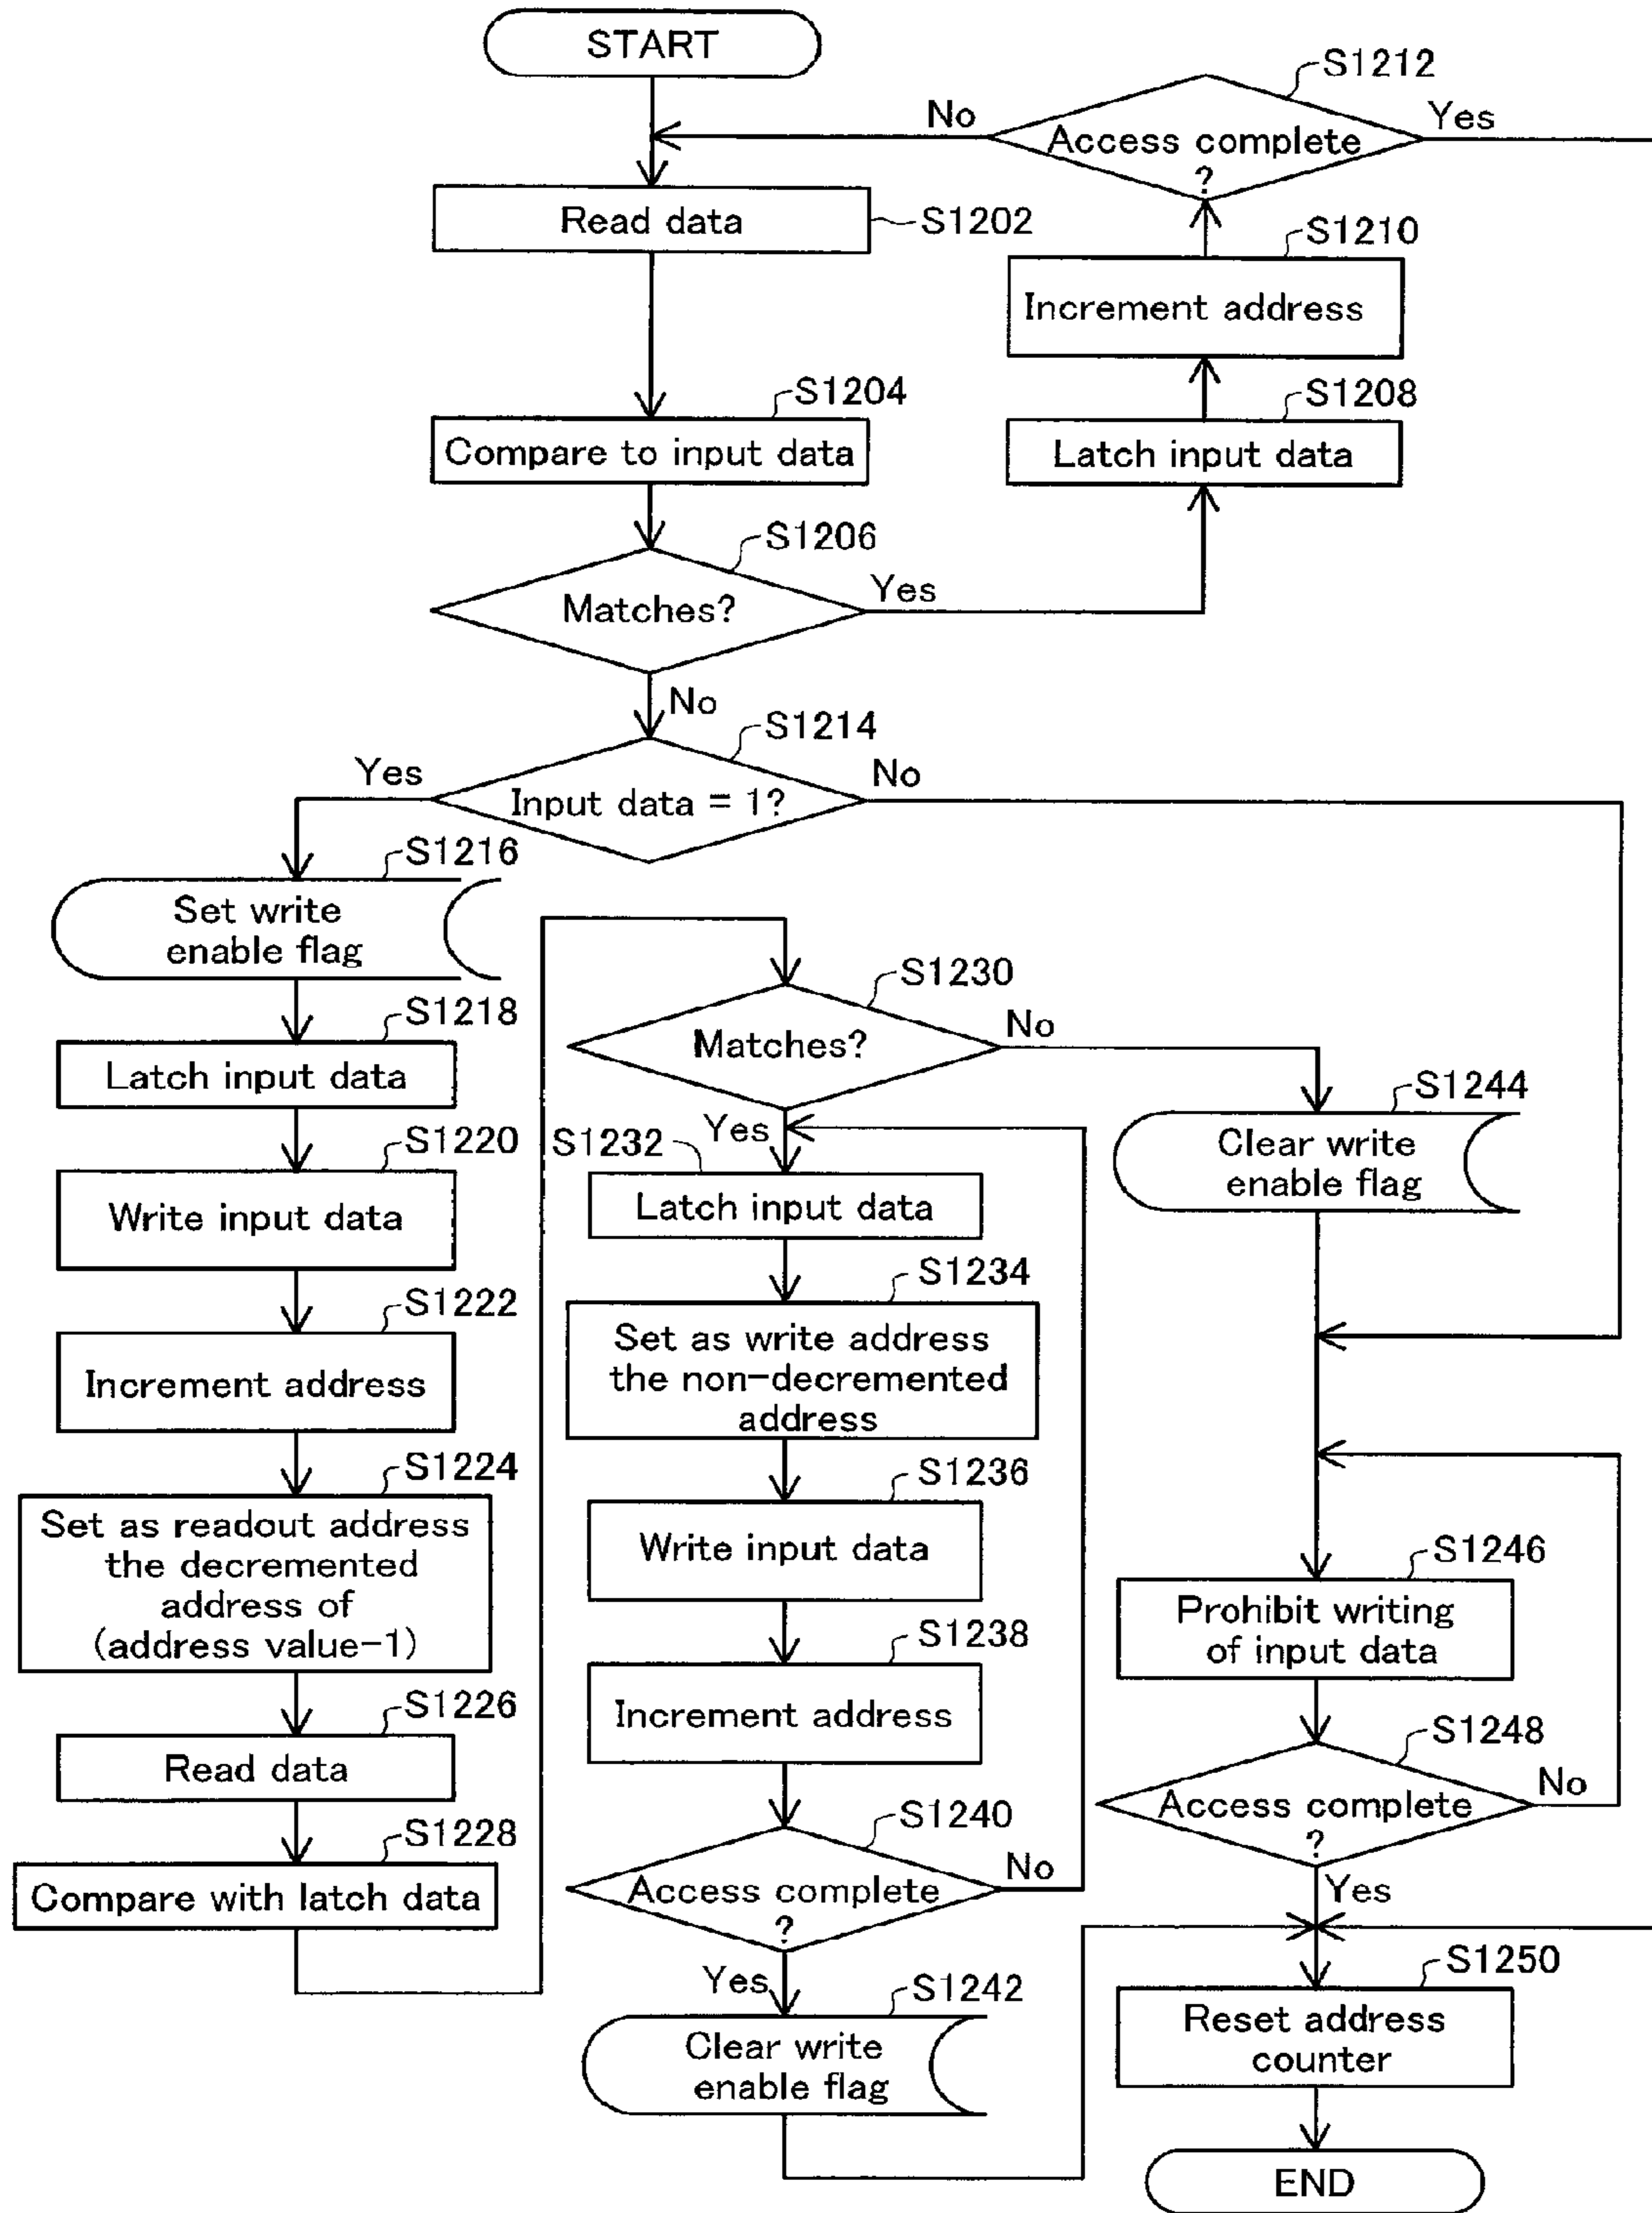 START
S1212
No
Access complete
?
Yes
Read data
S1202
S1210
Increment address
S1204
Compare to input data
S1208
Latch input data
S1206
Matches?
Yes
No
S1214
Yes
Input data = 1?
No
S1216
Set write
enable flag
S1218
Latch input data
S1220
Write input data
S1222
Increment address
S1224
Set as readout address
the decremented
address of
(address value-1)
S1226
Read data
S1228
Compare with latch data
S1230
Matches?
No
Yes
S1232
Latch input data
S1234
Set as write address
the non-decremented
address
S1236
Write input data
S1238
Increment address
S1240
Access complete
?
No
Yes
S1242
Clear write
enable flag
S1244
Clear write
enable flag
S1246
Prohibit writing
of input data
S1248
Access complete
?
No
Yes
S1250
Reset address
counter
END